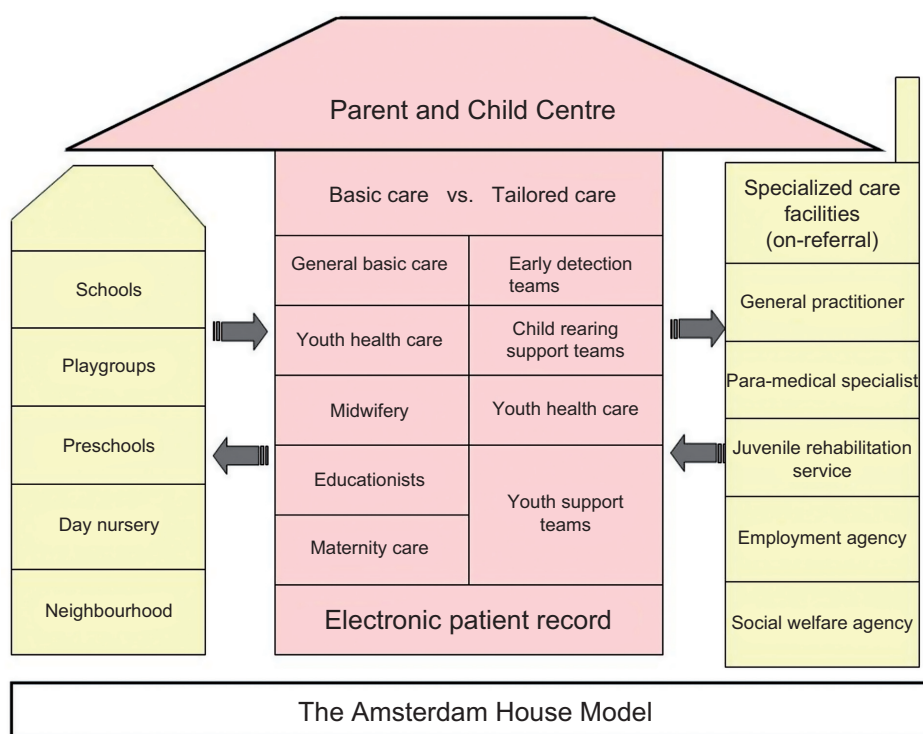 Parent and Child Centre
Basic care vs. Tailored care
General basic care
Youth health care
Midwifery
Educationists
Maternity care
Early detection
teams
Child rearing
support teams
Youth health care
Youth support
teams
Electronic patient record
Schools
Playgroups
Preschools
Day nursery
Neighbourhood
Specialized care
facilities
(on-referral)
General practitioner
Para-medical specialist
Juvenile rehabilitation
service
Employment agency
Social welfare agency
The Amsterdam House Model